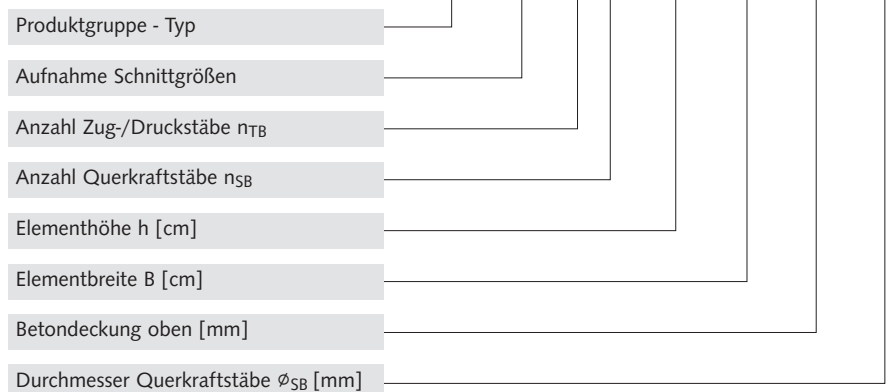 Produktgruppe - Typ
Aufnahme Schnittgrößen
Anzahl Zug-/Druckstäbe nTB
Anzahl Querkraftstäbe nSB
Elementhöhe h [cm]
Elementbreite B [cm]
Betondeckung oben [mm]
Durchmesser Querkraftstäbe ⌀SB [mm]